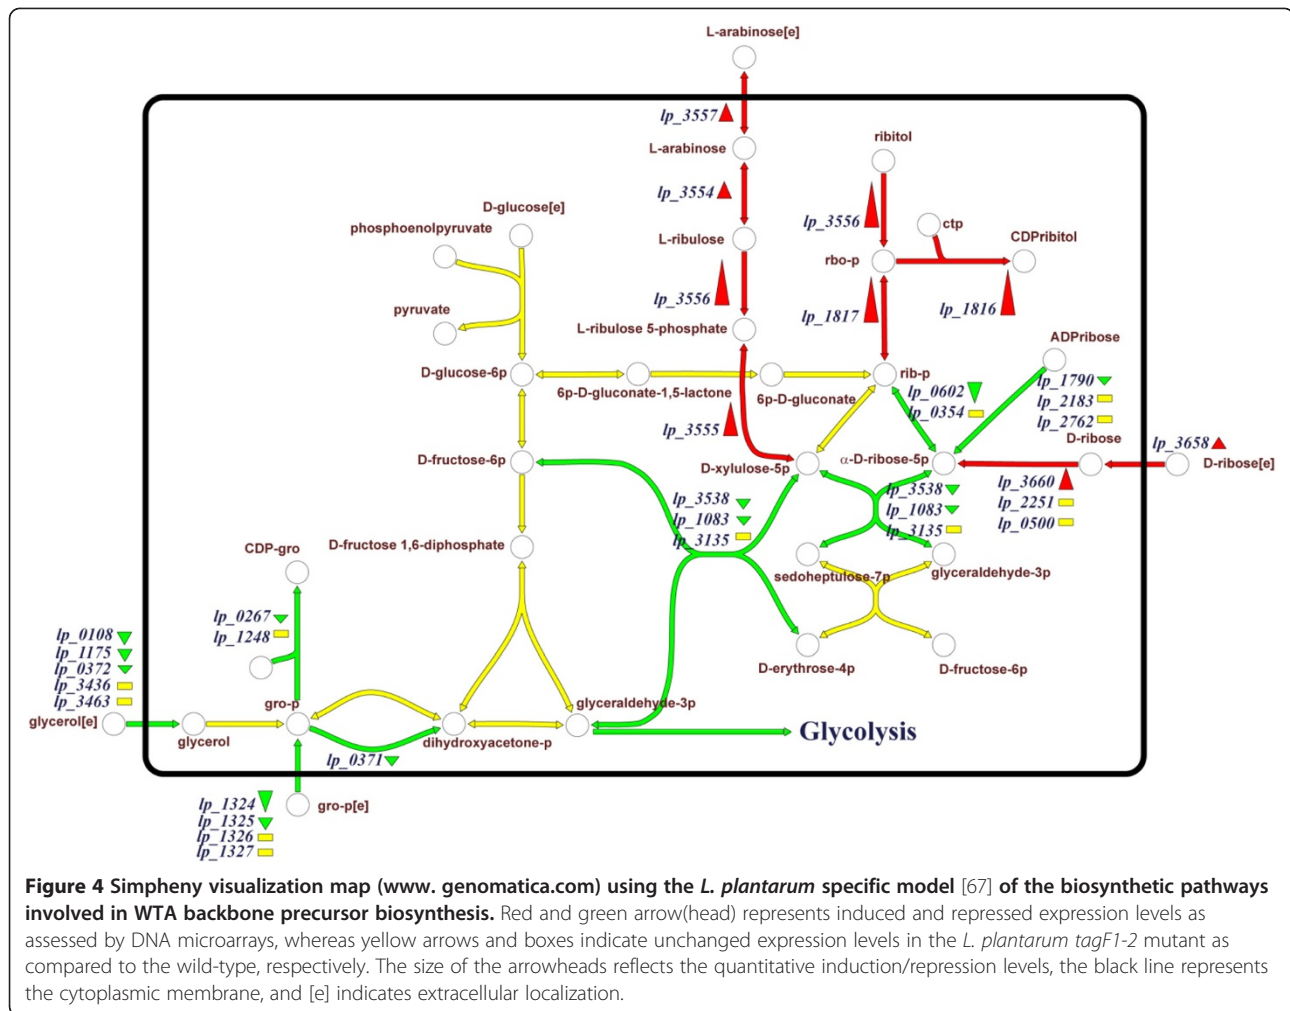 L-arabinose[e]
lp_3557
L-arabinose
ribitol
lp_3554
D-glucose[e]
phosphoenolpyruvate
lp_3556
ctp
CDPribitol
L-ribulose
rbo-p
lp_3556
pyruvate
lp_1817
lp_1816
L-ribulose 5-phosphate
ADPribose
D-glucose-6p
rib-p
6p-D-gluconate-1,5-lactone
6p-D-gluconate
lp_0602
lp_0354
lp_1790
lp_2183
lp_2762
lp_3555
D-ribose
lp_3658
D-fructose-6p
D-xylulose-5p
α-D-ribose-5p
D-ribose[e]
lp_3538
lp_1083
lp_3135
lp_3538
lp_1083
lp_3135
lp_3660
lp_2251
lp_0500
D-fructose 1,6-diphosphate
CDP-gro
sedoheptulose-7p
glyceraldehyde-3p
lp_0267
lp_1248
lp_0108
lp_1175
lp_0372
lp_3436
lp_3463
D-erythrose-4p
D-fructose-6p
gro-p
glyceraldehyde-3p
glycerol[e]
glycerol
dihydroxyacetone-p
Glycolysis
lp_0371
lp_1324
lp_1325
lp_1326
lp_1327
gro-p[e]
Figure 4 Simpheny visualization map (www. genomatica.com) using the L. plantarum specific model [67] of the biosynthetic pathways
involved in WTA backbone precursor biosynthesis. Red and green arrow(head) represents induced and repressed expression levels as
assessed by DNA microarrays, whereas yellow arrows and boxes indicate unchanged expression levels in the L. plantarum tagF1-2 mutant as
compared to the wild-type, respectively. The size of the arrowheads reflects the quantitative induction/repression levels, the black line represents
the cytoplasmic membrane, and [e] indicates extracellular localization.